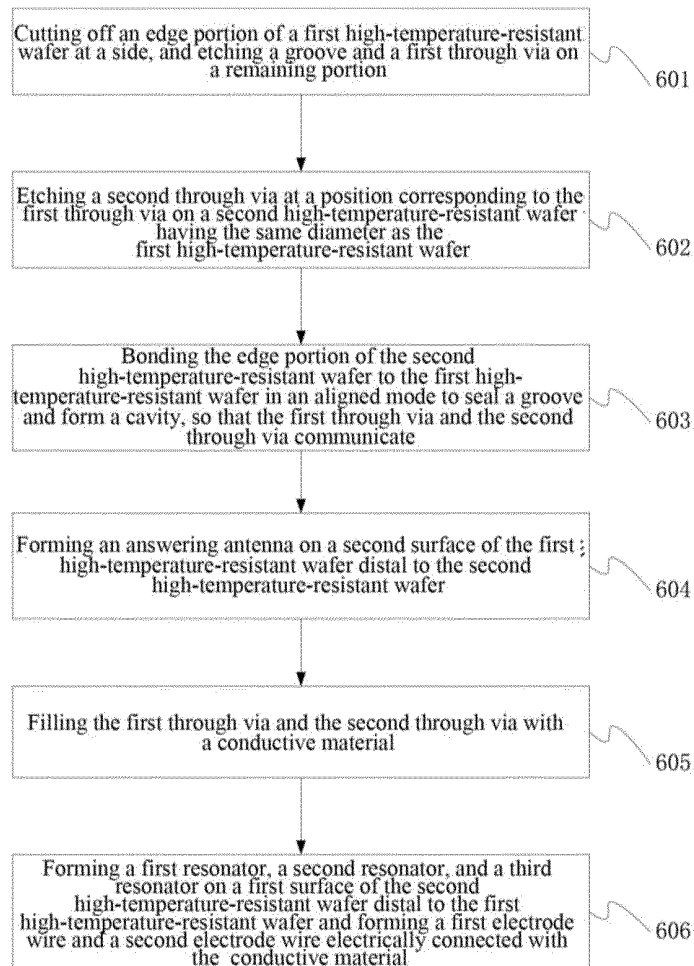 Cutting off an edge portion of a first high-temperature-resistant
wafer at a side, and etching a groove and a first through via on
a remaining portion
601
Etching a second through via at a position corresponding to the
first through via on a second high-temperature-resistant wafer
having the same diameter as the
first high-temperature-resistant wafer
602
Bonding the edge portion of the second
high-temperature-resistant wafer to the first high-
temperature-resistant wafer in an aligned mode to seal a groove
and form a cavity, so that the first through via and the second
through via communicate
603
Forming an answering antenna on a second surface of the first
high-temperature-resistant wafer distal to the second
high-temperature-resistant wafer
604
Filling the first through via and the second through via with
a conductive material
605
Forming a first resonator, a second resonator, and a third
resonator on a first surface of the second
high-temperature-resistant wafer distal to the first
high-temperature-resistant wafer and forming a first electrode
wire and a second electrode wire electrically connected with
the conductive material
606